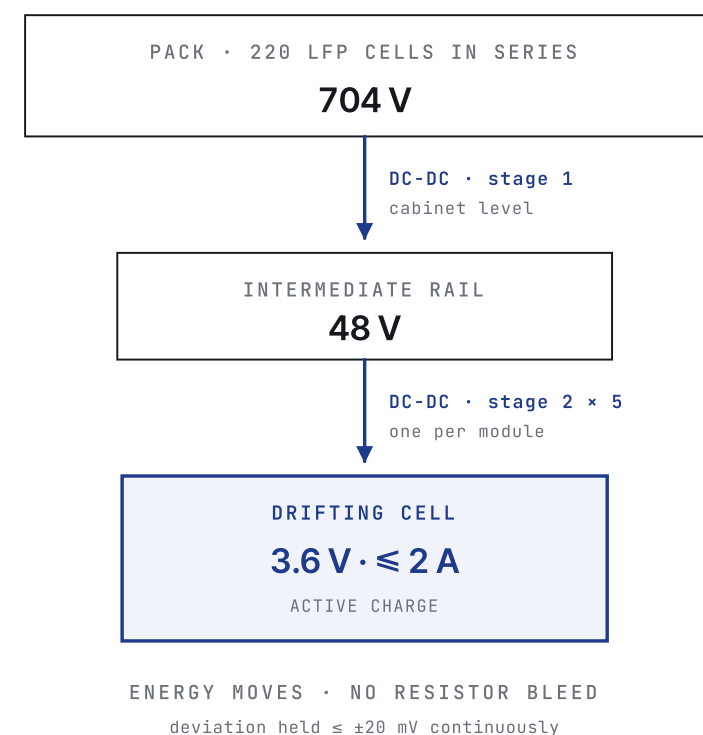 PACK · 220 LFP CELLS IN SERIES
704 V
DC-DC · stage 1
cabinet level
INTERMEDIATE RAIL
48 V
DC-DC · stage 2 × 5
one per module
DRIFTING CELL
3.6 V · ⩽ 2 A
ACTIVE CHARGE
ENERGY MOVES · NO RESISTOR BLEED
deviation held ≤ ±20 mV continuously